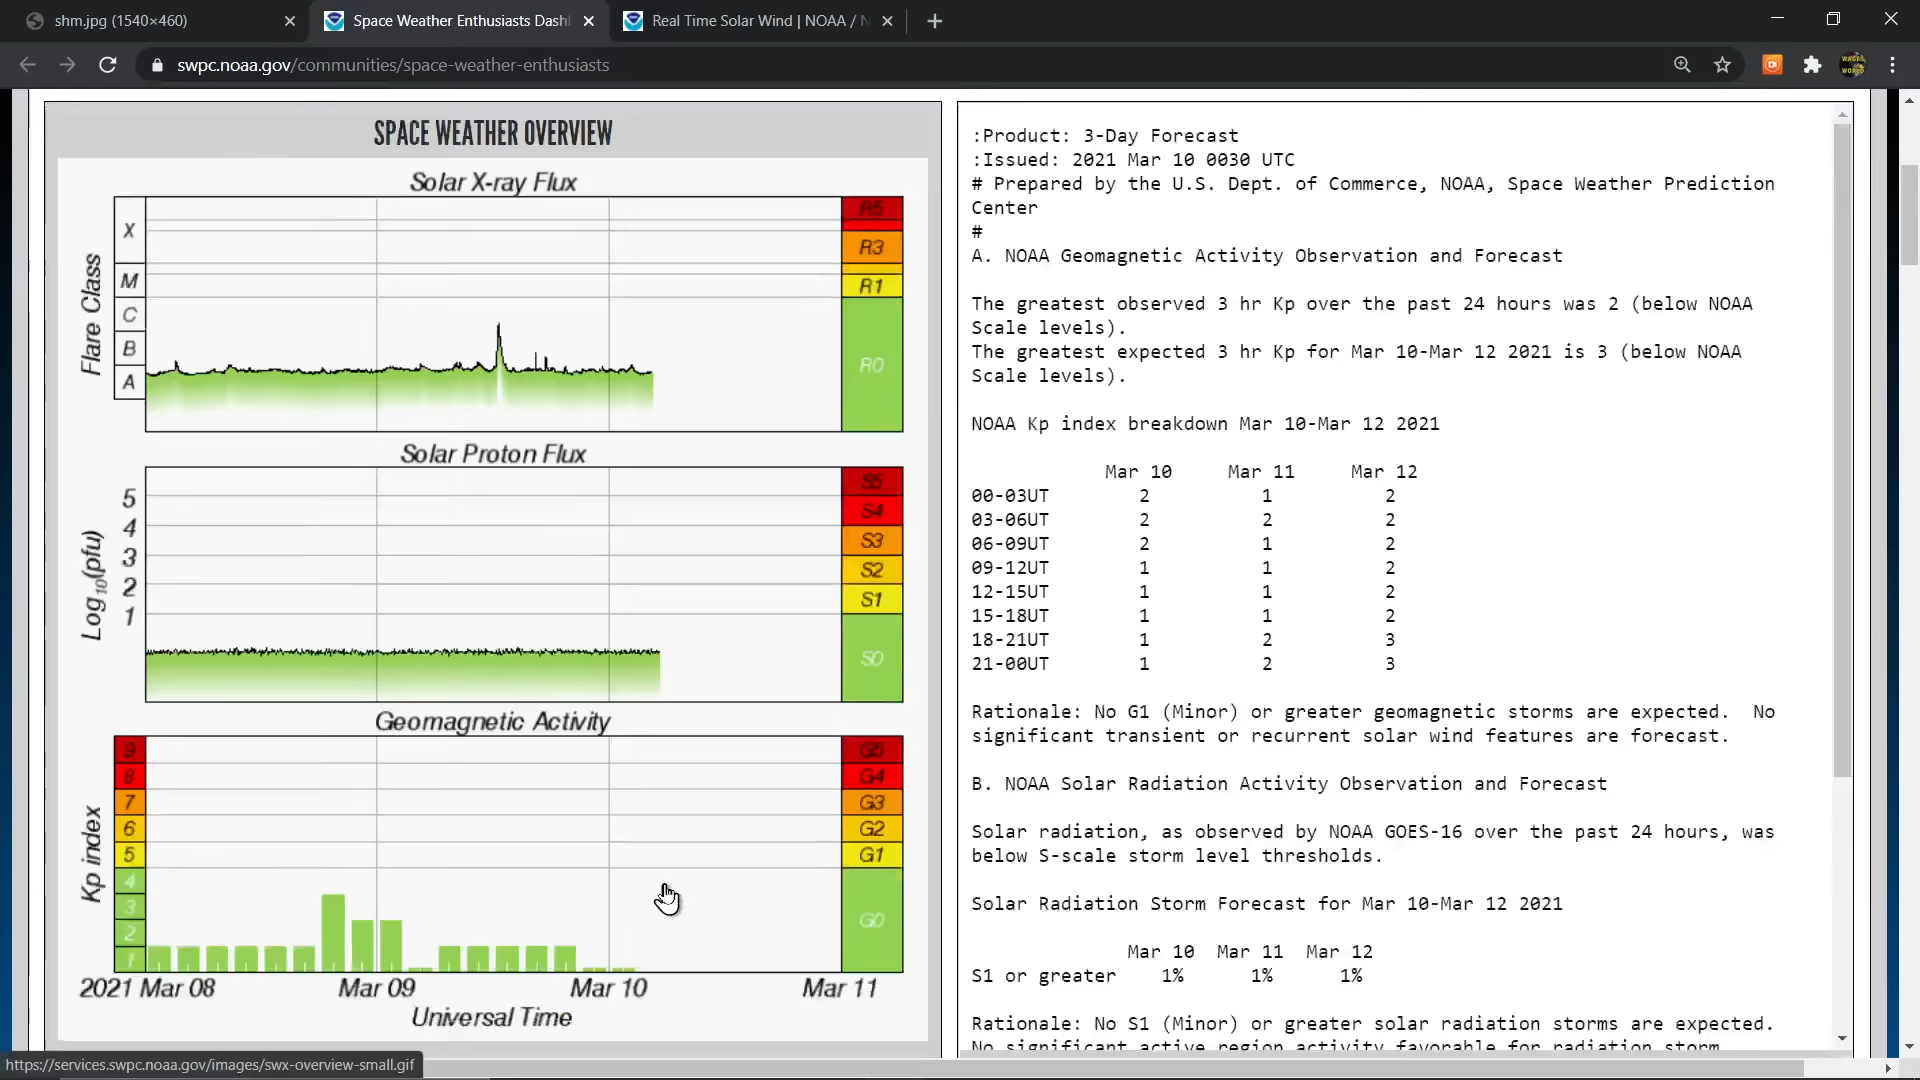 shm.jpg (1540×460)
Space Weather Enthusiasts Dash
Real Time Solar Wind | NOAA / N
swpc.noaa.gov/communities/space-weather-enthusiasts
SPACE WEATHER OVERVIEW
Solar X-ray Flux
Flare Class
X
M
C
B
A
R5
R3
R1
R0
Solar Proton Flux
Log10(pfu)
5
4
3
2
1
S5
S4
S3
S2
S1
S0
Geomagnetic Activity
Kp index
9
8
7
6
5
4
3
2
1
G5
G4
G3
G2
G1
G0
2021 Mar 08 Mar 09 Mar 10 Mar 11
Universal Time
:Product: 3-Day Forecast
:Issued: 2021 Mar 10 0030 UTC
# Prepared by the U.S. Dept. of Commerce, NOAA, Space Weather Prediction
Center
#
A. NOAA Geomagnetic Activity Observation and Forecast
The greatest observed 3 hr Kp over the past 24 hours was 2 (below NOAA
Scale levels).
The greatest expected 3 hr Kp for Mar 10-Mar 12 2021 is 3 (below NOAA
Scale levels).
NOAA Kp index breakdown Mar 10-Mar 12 2021
Mar 10 Mar 11 Mar 12
00-03UT 2 1 2
03-06UT 2 2 2
06-09UT 2 1 2
09-12UT 1 1 2
12-15UT 1 1 2
15-18UT 1 1 2
18-21UT 1 2 3
21-00UT 1 2 3
Rationale: No G1 (Minor) or greater geomagnetic storms are expected. No
significant transient or recurrent solar wind features are forecast.
B. NOAA Solar Radiation Activity Observation and Forecast
Solar radiation, as observed by NOAA GOES-16 over the past 24 hours, was
below S-scale storm level thresholds.
Solar Radiation Storm Forecast for Mar 10-Mar 12 2021
Mar 10 Mar 11 Mar 12
S1 or greater 1% 1% 1%
Rationale: No S1 (Minor) or greater solar radiation storms are expected.
No significant active region activity favorable for radiation storm
https://services.swpc.noaa.gov/images/swx-overview-small.gif